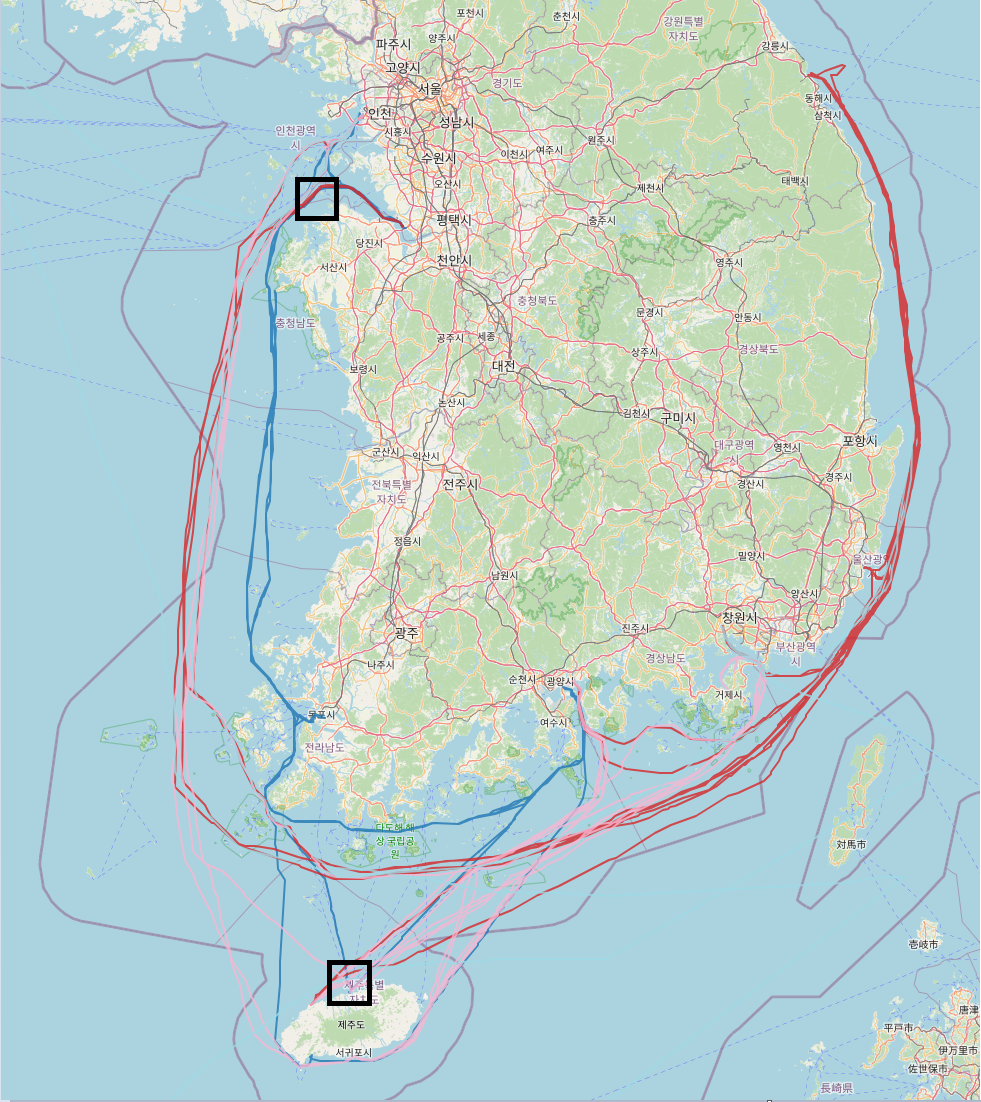 포천시
춘천시
강원특별
자치도
강릉시
파주시
양주시
고양시
서울
경기도
동해시
삼척시
인천
인천광역
시
시흥시
성남시
원주시
수원시
이천시
여주시
오산시
제천시
태백시
평택시
충주시
당진시
천안시
영주시
서산시
충청북도
충청남도
문경시
안동시
공주시
세종
상주시
경상북도
보령시
대전
논산시
김천시
구미시
포항시
대구광역
시
영천시
군산시
익산시
경산시
경주시
전북특별
자치도
전주시
정읍시
밀양시
울산광역
남원시
양산시
창원시
광주
진주시
부산광역
시
경상남도
나주시
순천시
광양시
거제시
목포시
여수시
전라남도
다도해해
상국립공
원
対馬市
壱岐市
제주특별
자치도
제주도
서귀포시
唐津
平戸市
伊万里市
佐世保市
長崎県